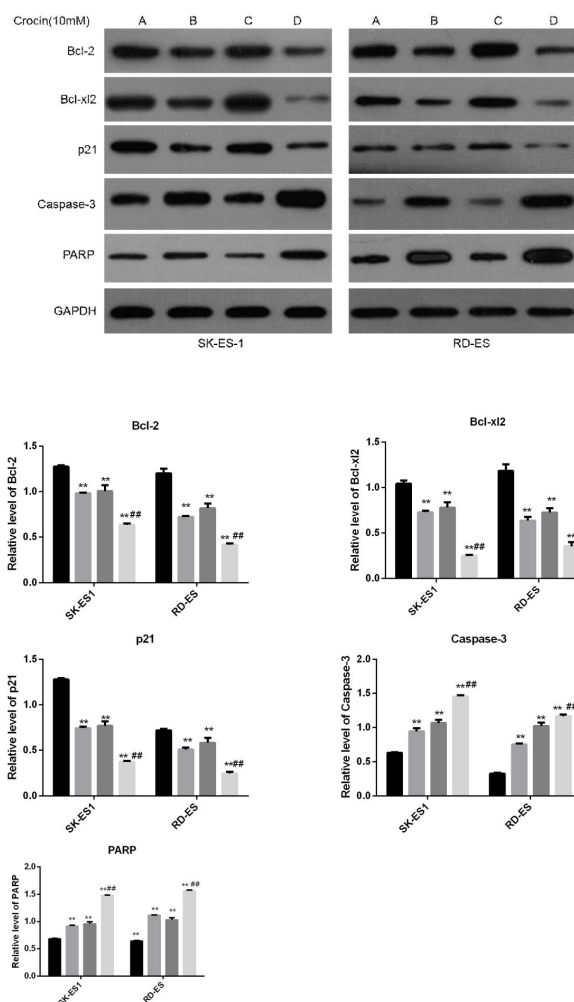 Crocin(10mM) A B C D A B C D
Bcl-2
Bcl-xl2
p21
Caspase-3
PARP
GAPDH
SK-ES-1 RD-ES
Bcl-2
Relative level of Bcl-2
1.5
1.0
0.5
0.0
** ** **## ** ** ** ##
SK-ES1 RD-ES
Bcl-xl2
Relative level of Bcl-xl2
1.5
1.0
0.5
0.0
** ** **## ** ** **
SK-ES1 RD-ES
p21
Relative level of p21
1.5
1.0
0.5
0.0
** ** **## ** ** **##
SK-ES1 RD-ES
Caspase-3
Relative level of Caspase-3
2.0
1.5
1.0
0.5
0.0
** ** **## ** ** ** ##
SK-ES1 RD-ES
PARP
Relative level of PARP
2.0
1.5
1.0
0.5
0.0
** ** **## ** ** ** ** ##
SK-ES1 RD-ES